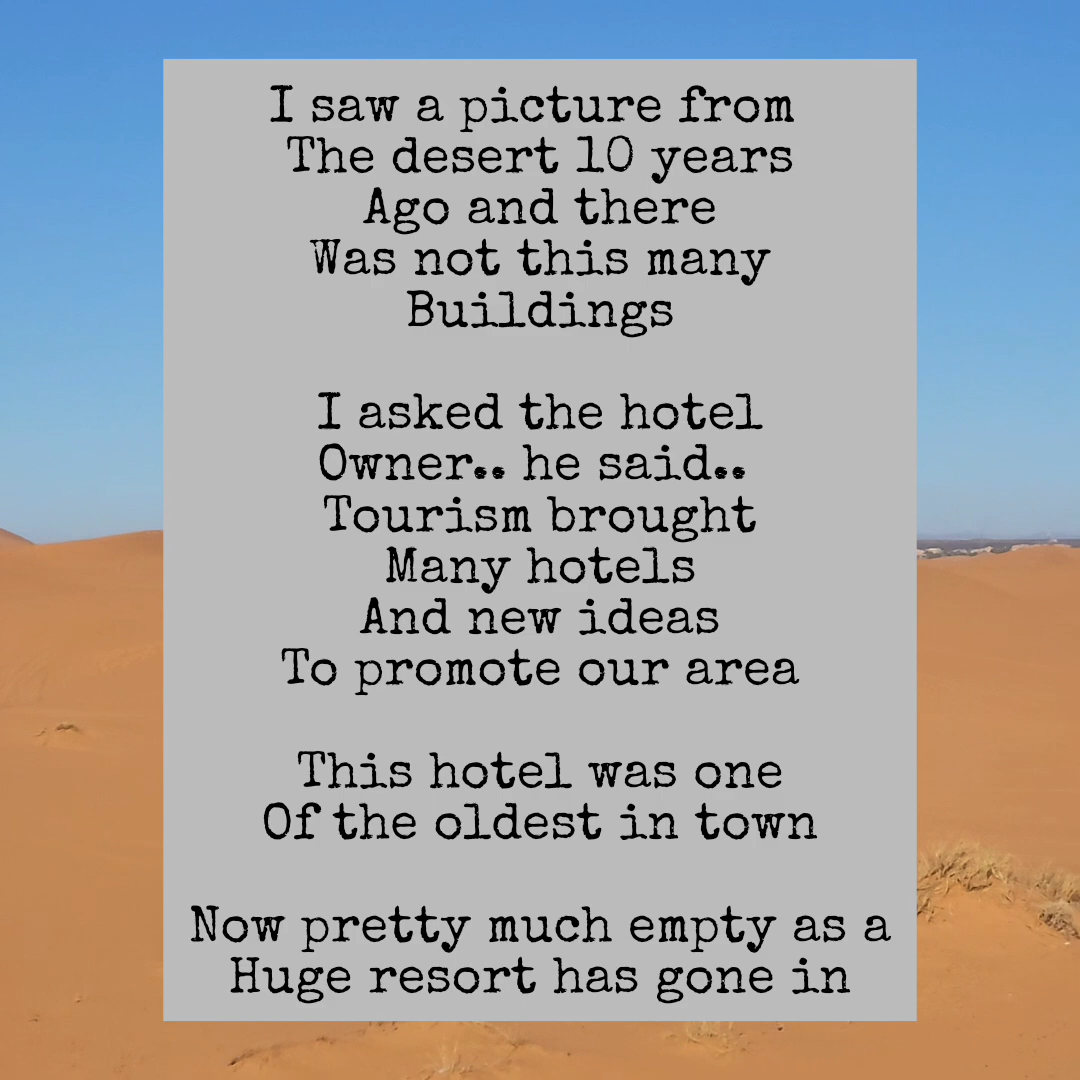 I saw a picture from
The desert 10 years
Ago and there
Was not this many
Buildings
I asked the hotel
Owner.. he said..
Tourism brought
Many hotels
And new ideas
To promote our area
This hotel was one
Of the oldest in town
Now pretty much empty as a
Huge resort has gone in